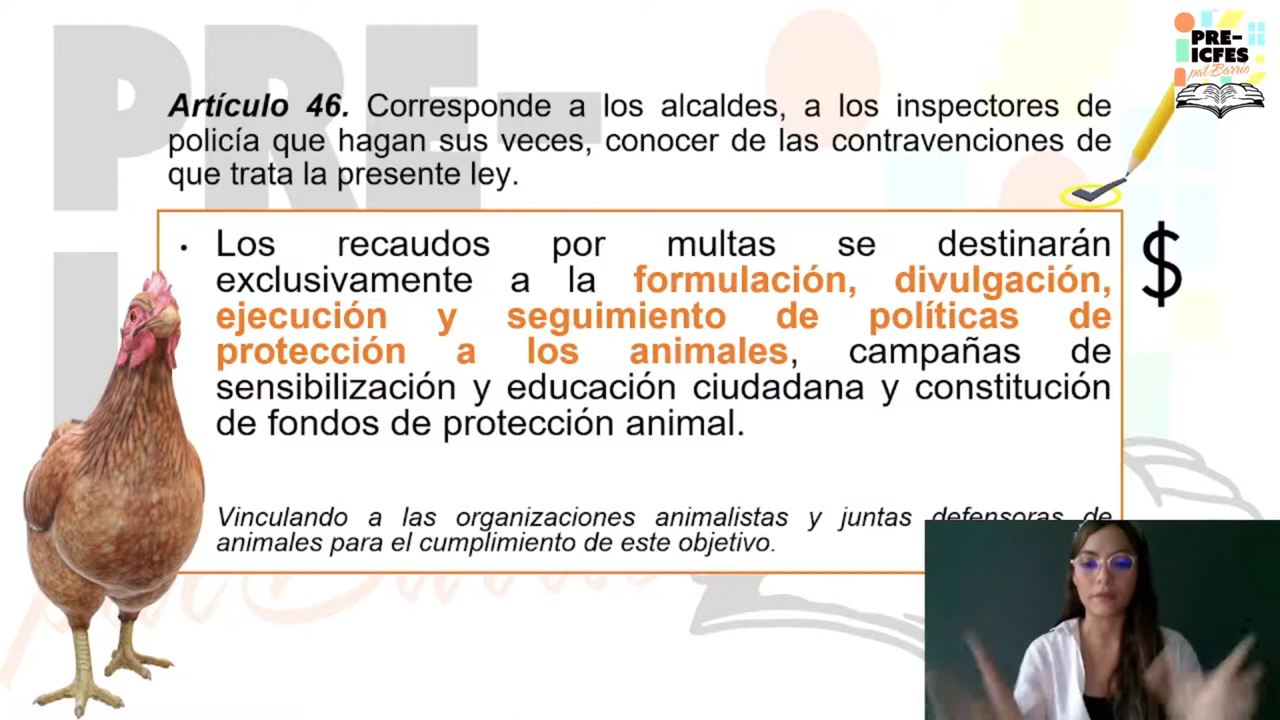 PRE-
ICFES
pal Barrio
Artículo 46. Corresponde a los alcaldes, a los inspectores de
policía que hagan sus veces, conocer de las contravenciones de
que trata la presente ley.
• Los recaudos por multas se destinarán
exclusivamente a la formulación, divulgación,
ejecución y seguimiento de políticas de
protección a los animales, campañas de
sensibilización y educación ciudadana y constitución
de fondos de protección animal.
$
Vinculando a las organizaciones animalistas y juntas defensoras de
animales para el cumplimiento de este objetivo.